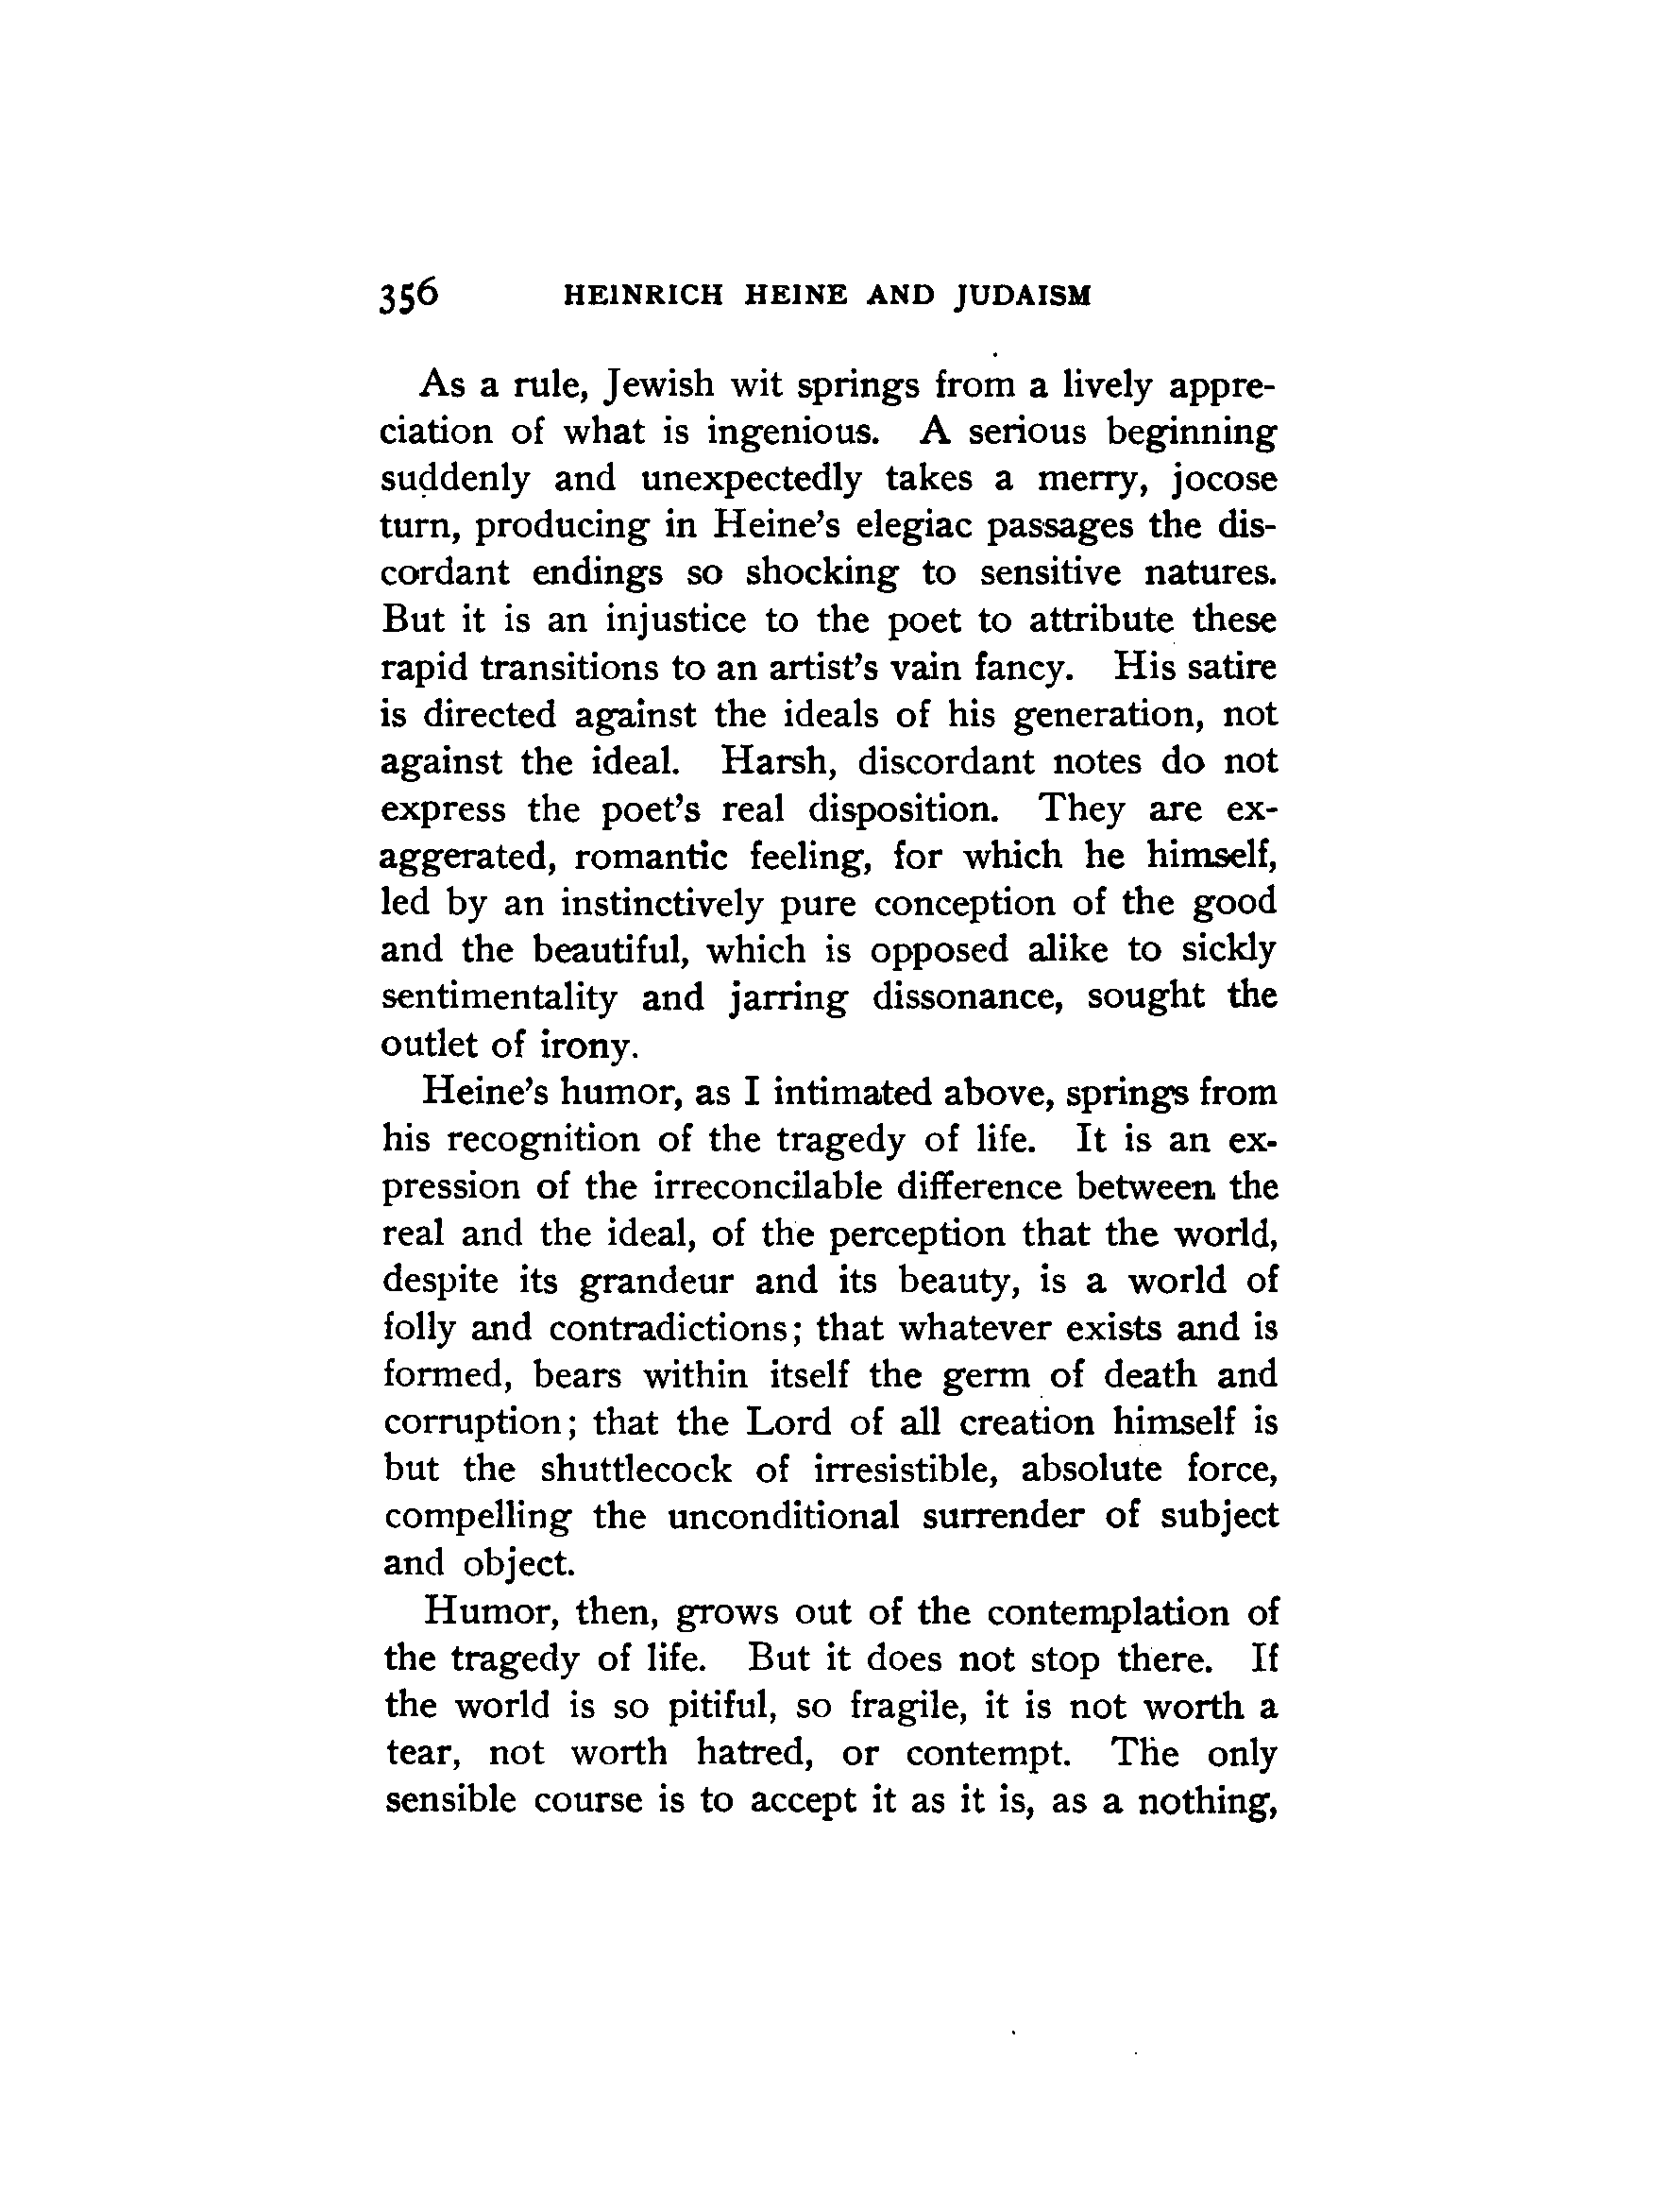 356 HEINRICH HEINE AND JUDAISM
As a rule, Jewish wit springs from a lively appre-
ciation of what is ingenious. A serious beginning
suddenly and unexpectedly takes a merry, jocose
turn, producing in Heine's elegiac passages the dis-
cordant endings so shocking to sensitive natures.
But it is an injustice to the poet to attribute these
rapid transitions to an artist's vain fancy. His satire
is directed against the ideals of his generation, not
against the ideal. Harsh, discordant notes do not
express the poet's real disposition. They are ex-
aggerated, romantic feeling, for which he himself,
led by an instinctively pure conception of the good
and the beautiful, which is opposed alike to sickly
sentimentality and jarring dissonance, sought the
outlet of irony.
Heine's humor, as I intimated above, springs from
his recognition of the tragedy of life. It is an ex-
pression of the irreconcilable difference between the
real and the ideal, of the perception that the world,
despite its grandeur and its beauty, is a world of
folly and contradictions; that whatever exists and is
formed, bears within itself the germ of death and
corruption; that the Lord of all creation himself is
but the shuttlecock of irresistible, absolute force,
compelling the unconditional surrender of subject
and object.
Humor, then, grows out of the contemplation of
the tragedy of life. But it does not stop there. If
the world is so pitiful, so fragile, it is not worth a
tear, not worth hatred, or contempt. The only
sensible course is to accept it as it is, as a nothing,